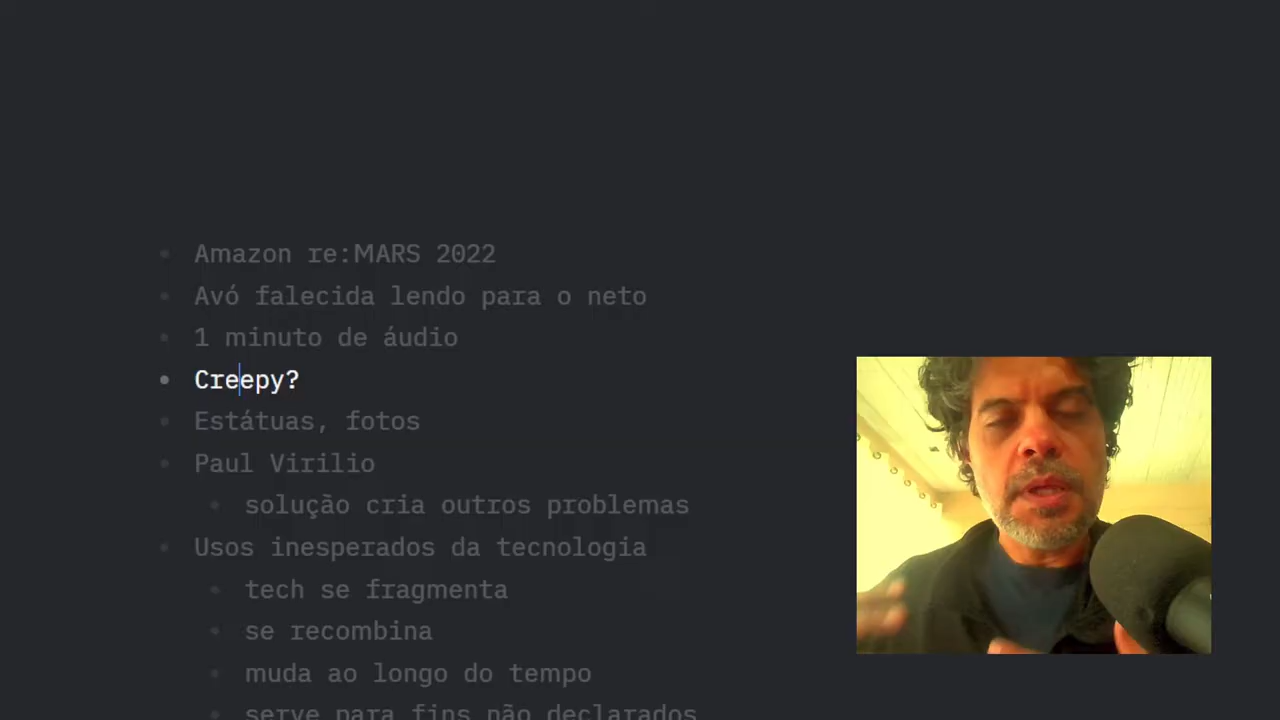 Amazon re:MARS 2022
Avó falecida lendo para o neto
1 minuto de áudio
Creepy?
Estátuas, fotos
Paul Virilio
solução cria outros problemas
Usos inesperados da tecnologia
tech se fragmenta
se recombina
muda ao longo do tempo
serve para fins não declarados